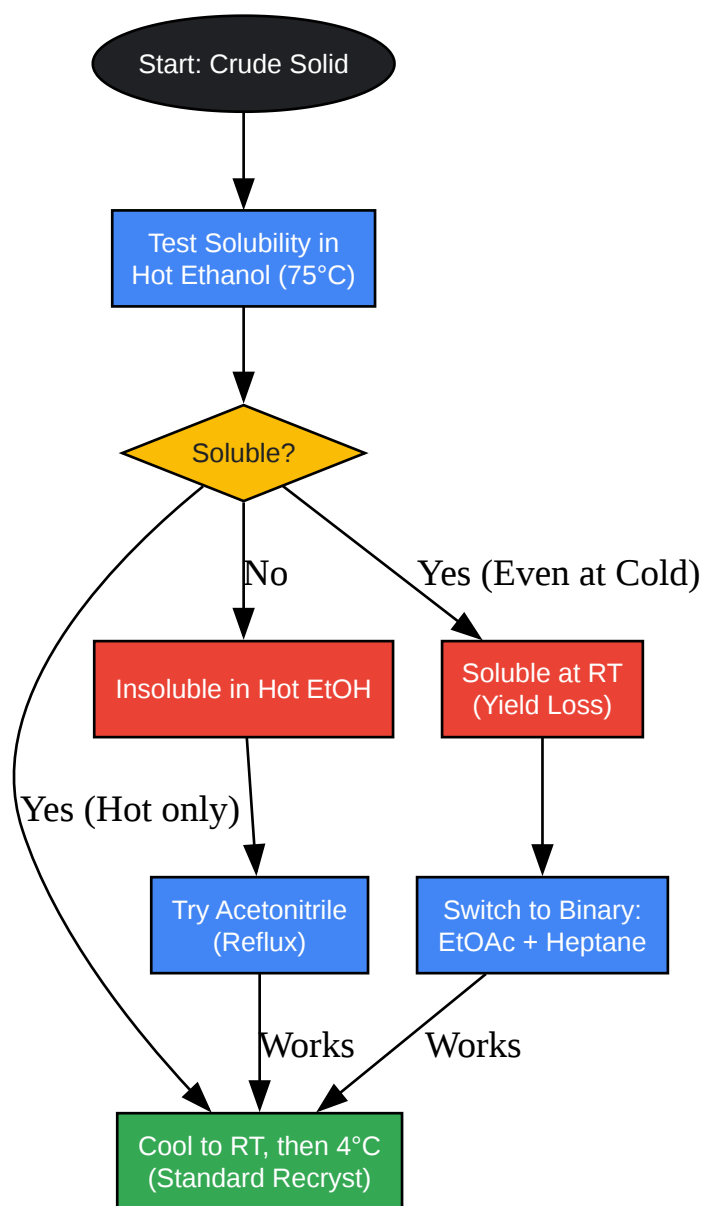 Start: Crude Solid
Test Solubility in
Hot Ethanol (75°C)
Soluble?
No
Yes (Even at Cold)
Insoluble in Hot EtOH
Soluble at RT
(Yield Loss)
Yes (Hot only)
Try Acetonitrile
(Reflux)
Switch to Binary:
EtOAc + Heptane
Works
Works
Cool to RT, then 4°C
(Standard Recryst)